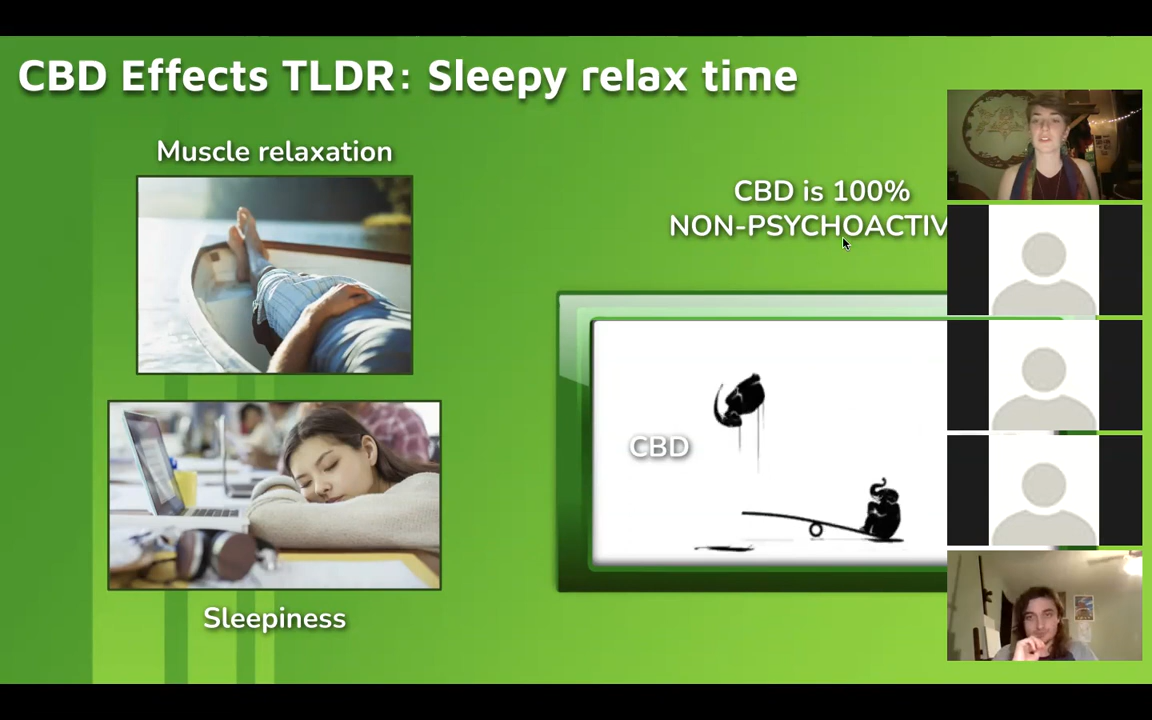 CBD Effects TLDR: Sleepy relax time
Muscle relaxation
CBD is 100%
NON-PSYCHOACTIV
CBD
Sleepiness